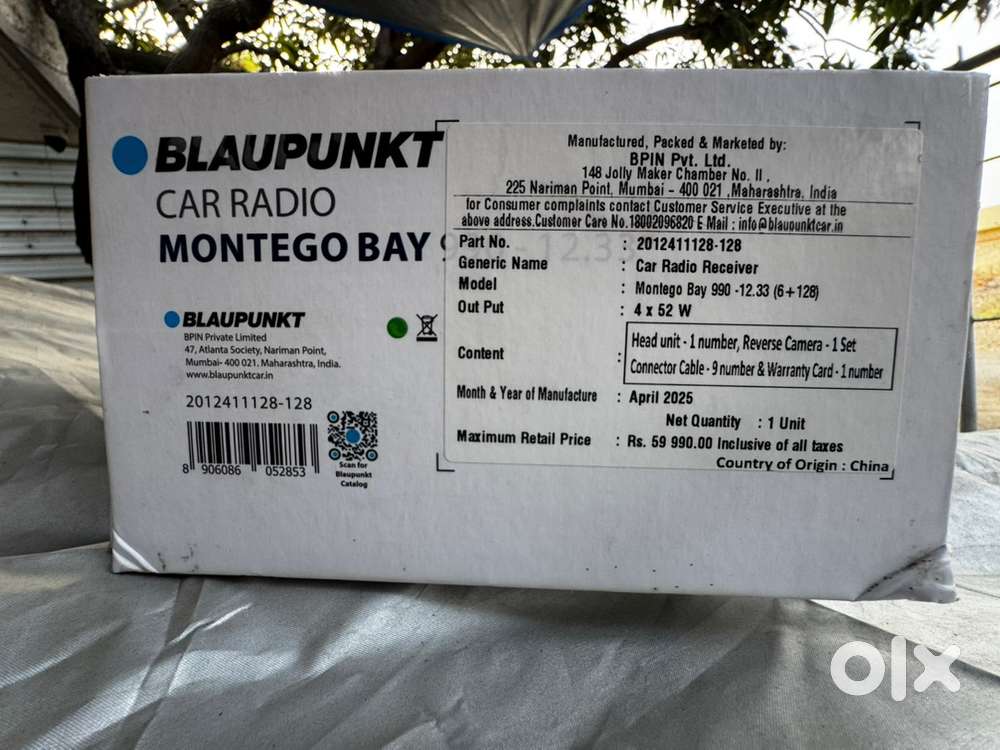 BLAUPUNKT
CAR RADIO
MONTEGO BAY 990 - 12.33
BLAUPUNKT
BPIN Private Limited
47, Atlanta Society, Nariman Point,
Mumbai- 400 021. Maharashtra, India.
www.blaupunktcar.in
2012411128-128
8 906086 052853
Scan for
Blaupunkt
Catalog
Manufactured, Packed & Marketed by:
BPIN Pvt. Ltd.
148 Jolly Maker Chamber No. II ,
225 Nariman Point, Mumbai - 400 021 .Maharashtra, India
for Consumer complaints contact Customer Service Executive at the
above address.Customer Care No.18002096820 E Mail : info@blaupunktcar.in
Part No. : 2012411128-128
Generic Name : Car Radio Receiver
Model : Montego Bay 990 -12.33 (6+128)
Out Put : 4 x 52 W
Content : Head unit - 1 number, Reverse Camera - 1 Set
Connector Cable - 9 number & Warranty Card - 1 number
Month & Year of Manufacture : April 2025
Net Quantity : 1 Unit
Maximum Retail Price : Rs. 59 990.00 Inclusive of all taxes
Country of Origin : China
olx